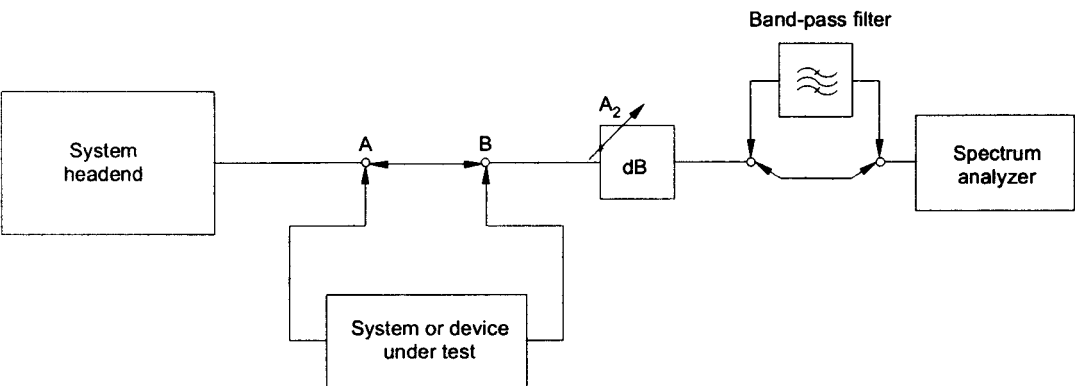 Band-pass filter
System
headend
A
B
A2
dB
Spectrum
analyzer
System or device
under test